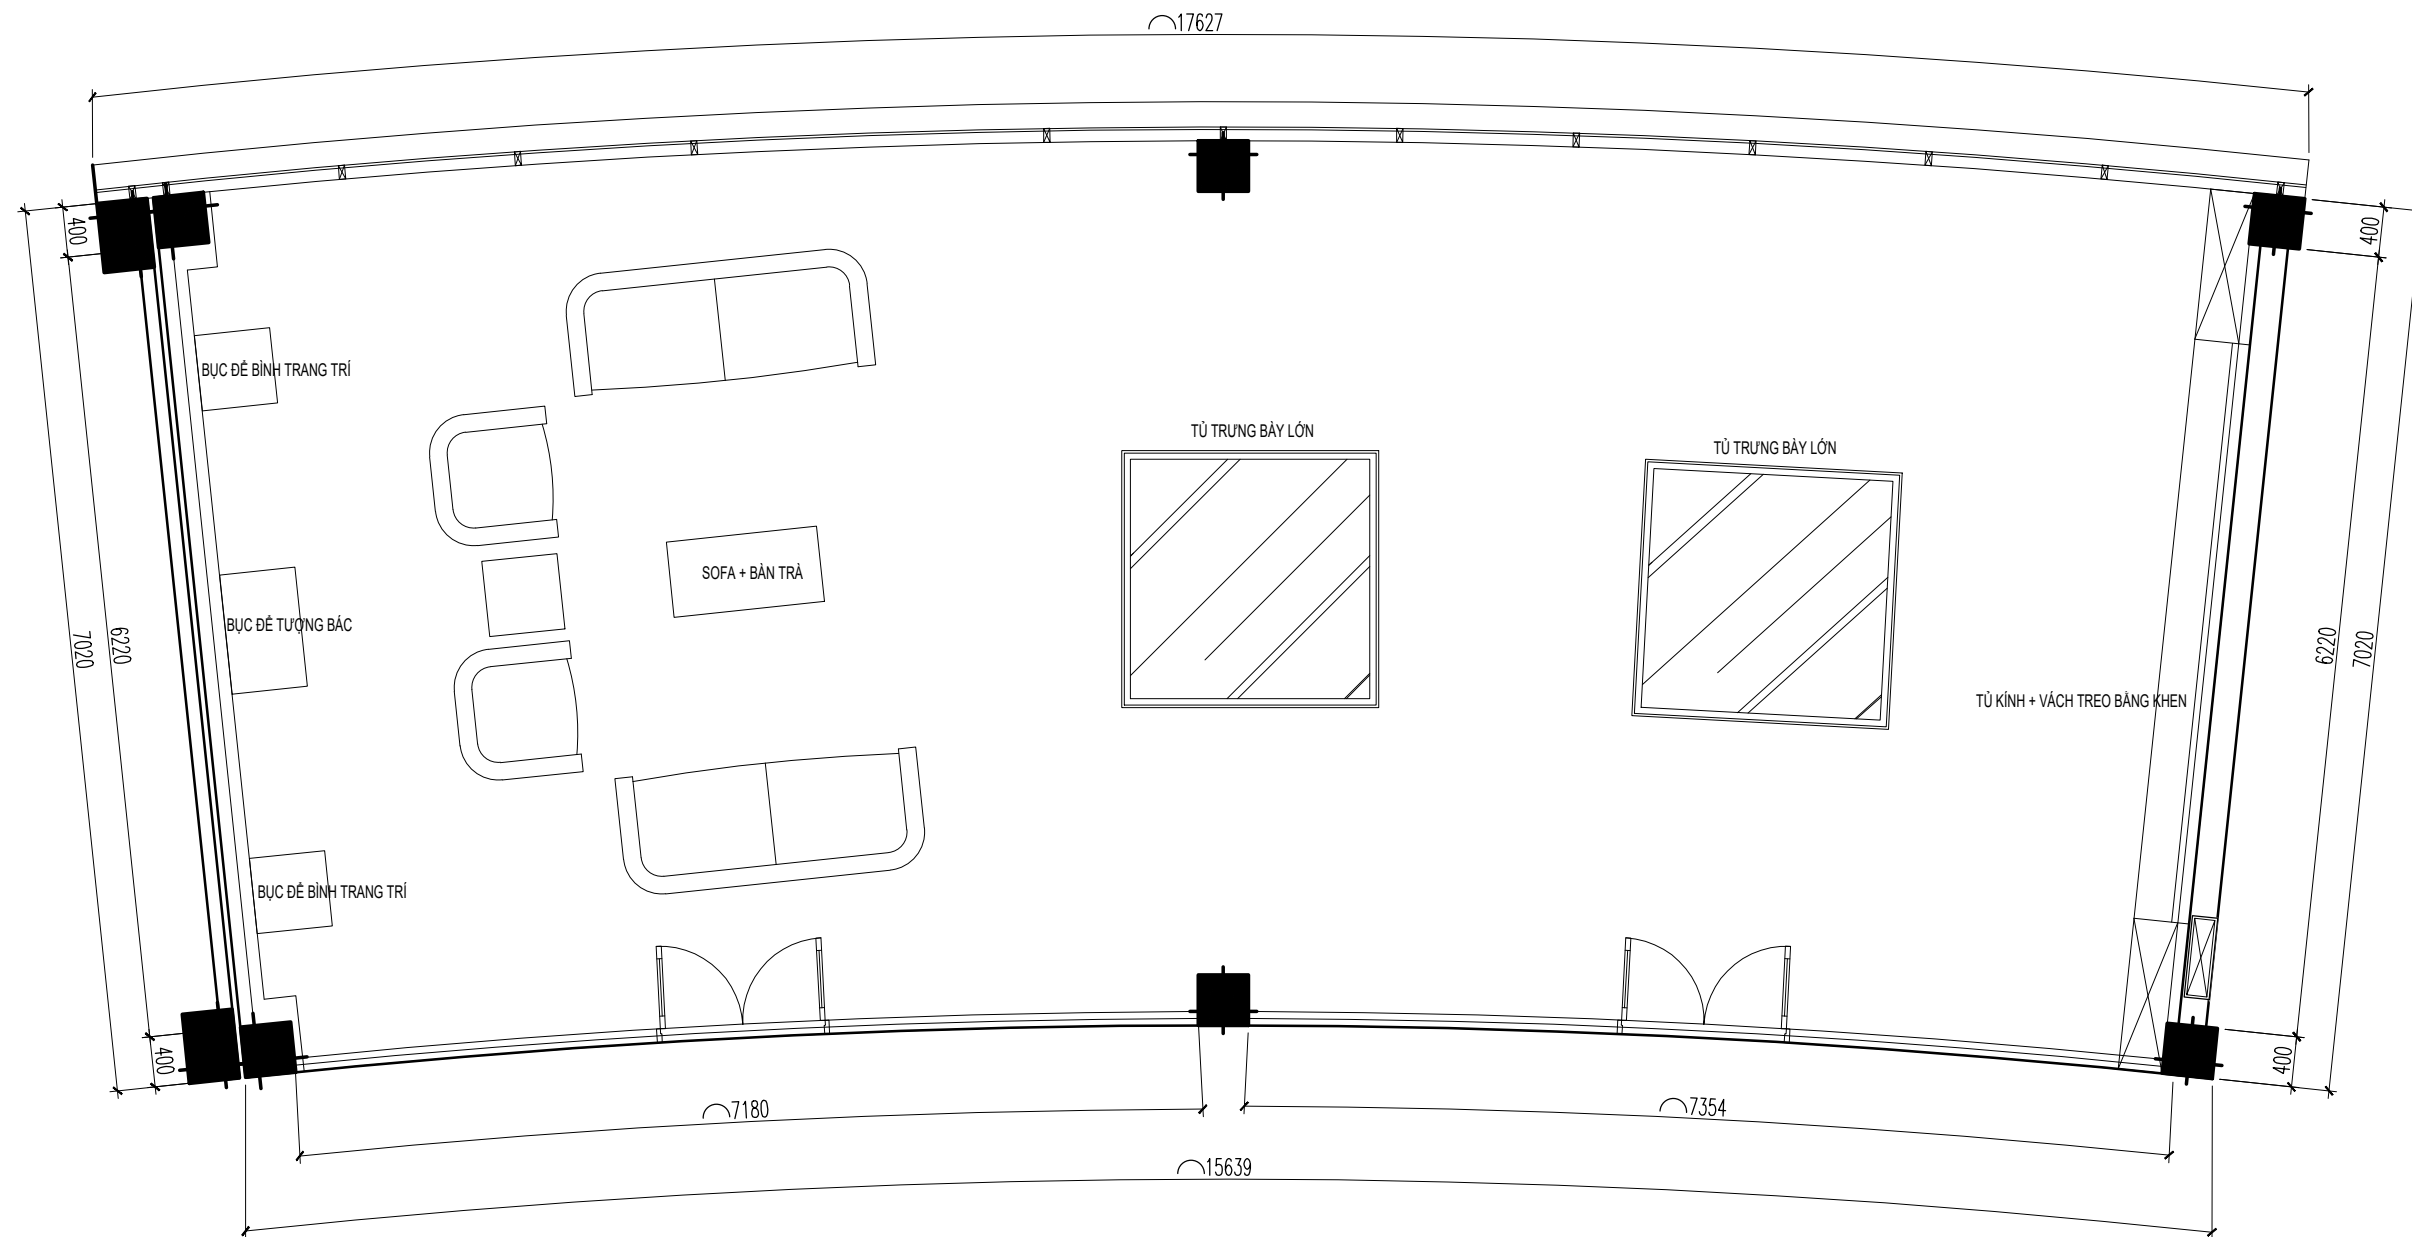 ⌒17627
400
400
BỤC ĐỂ BÌNH TRANG TRÍ
TỦ TRƯNG BÀY LỚN
TỦ TRƯNG BÀY LỚN
SOFA + BÀN TRÀ
BỤC ĐỂ TƯỢNG BÁC
7020
6220
6220
7020
TỦ KÍNH + VÁCH TREO BẰNG KHEN
BỤC ĐỂ BÌNH TRANG TRÍ
400
400
⌒7180
⌒7354
⌒15639